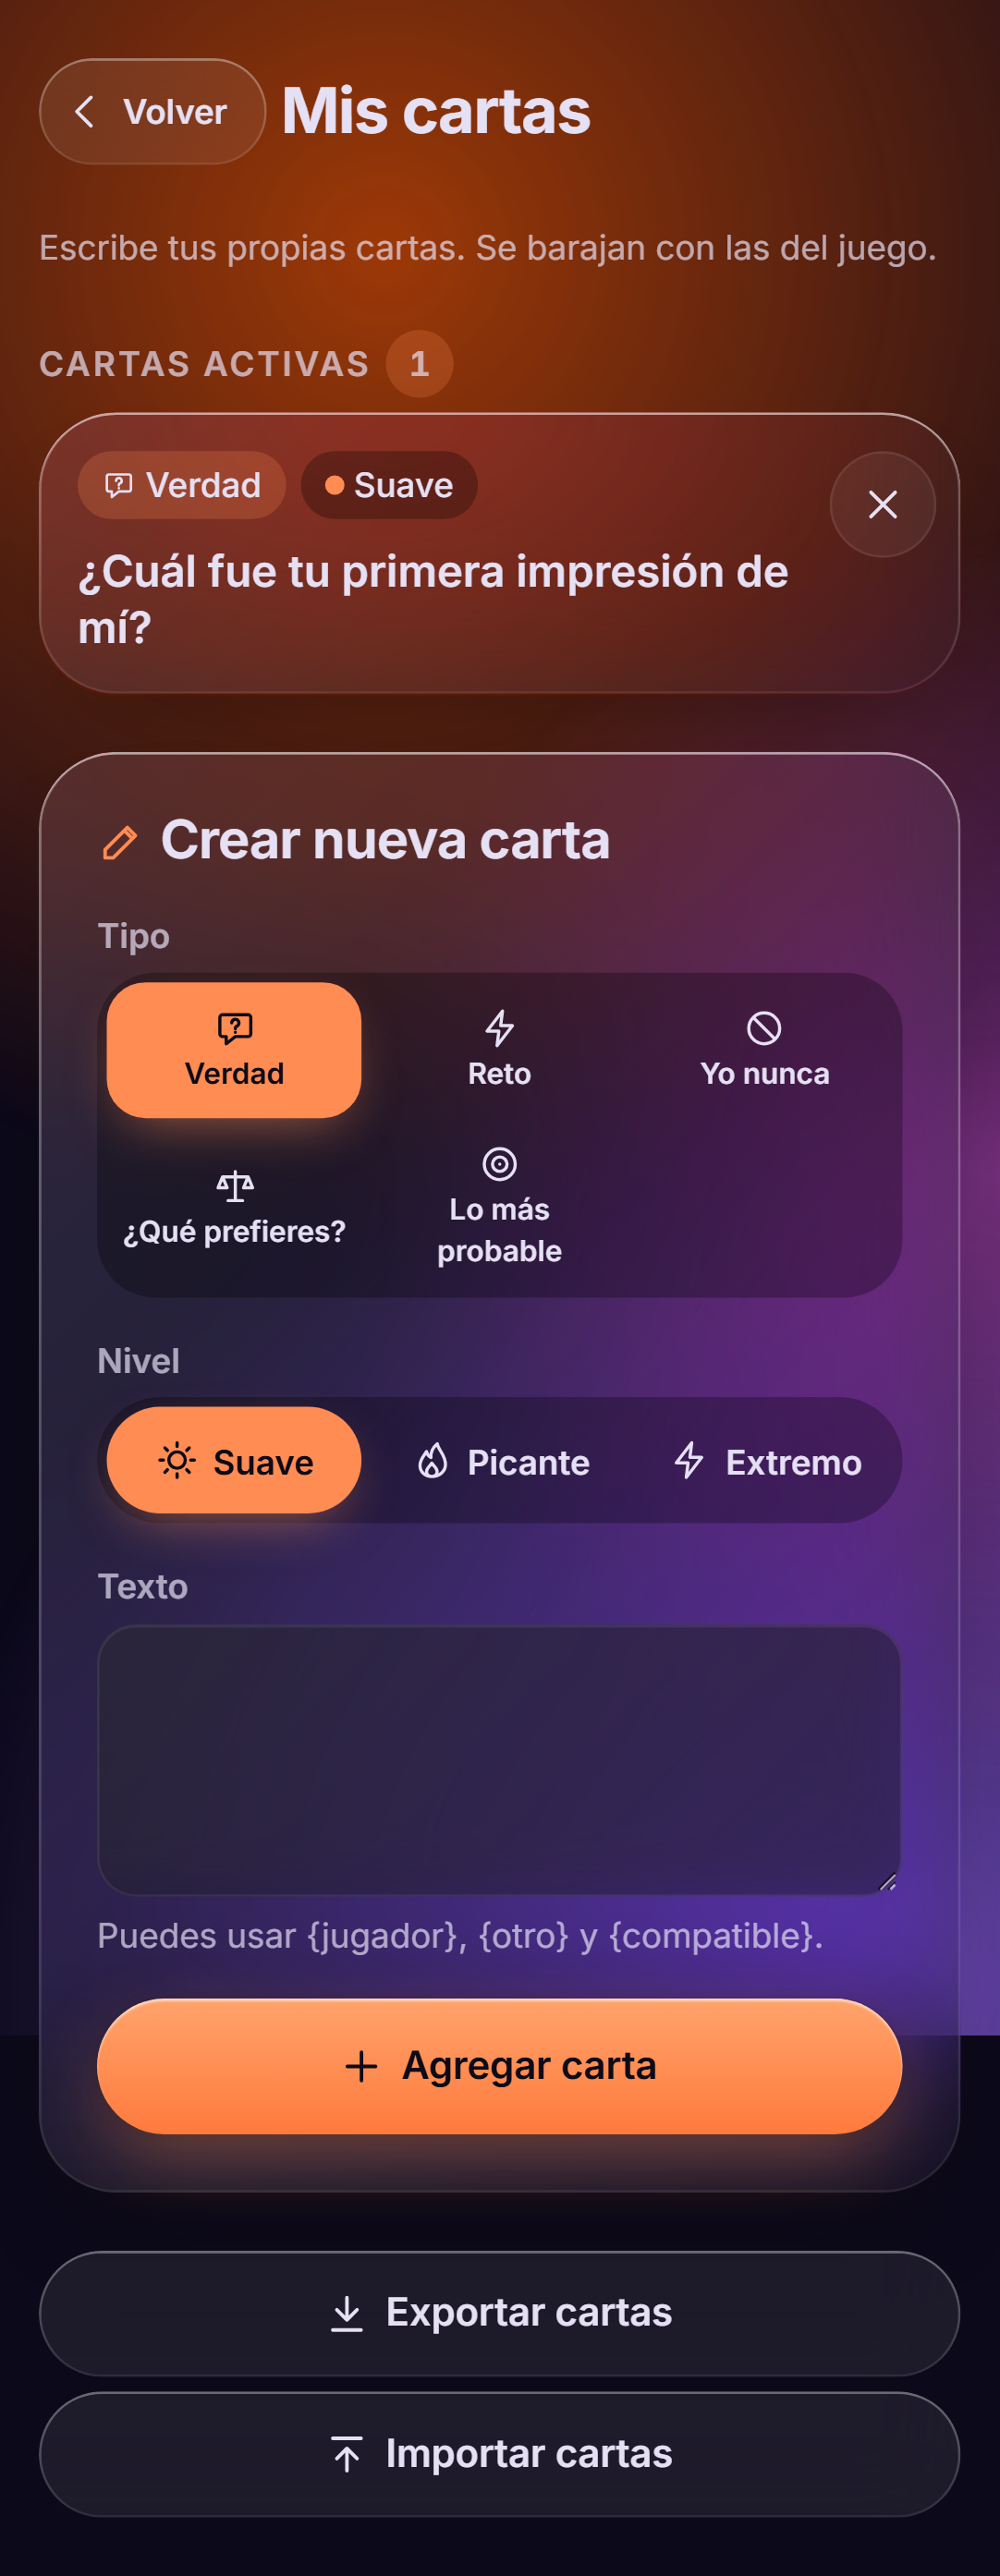 Volver
Mis cartas
Escribe tus propias cartas. Se barajan con las del juego.
CARTAS ACTIVAS 1
Verdad
Suave
¿Cuál fue tu primera impresión de
mí?
Crear nueva carta
Tipo
Verdad
Reto
Yo nunca
¿Qué prefieres?
Lo más
probable
Nivel
Suave
Picante
Extremo
Texto
Puedes usar {jugador}, {otro} y {compatible}.
Agregar carta
Exportar cartas
Importar cartas